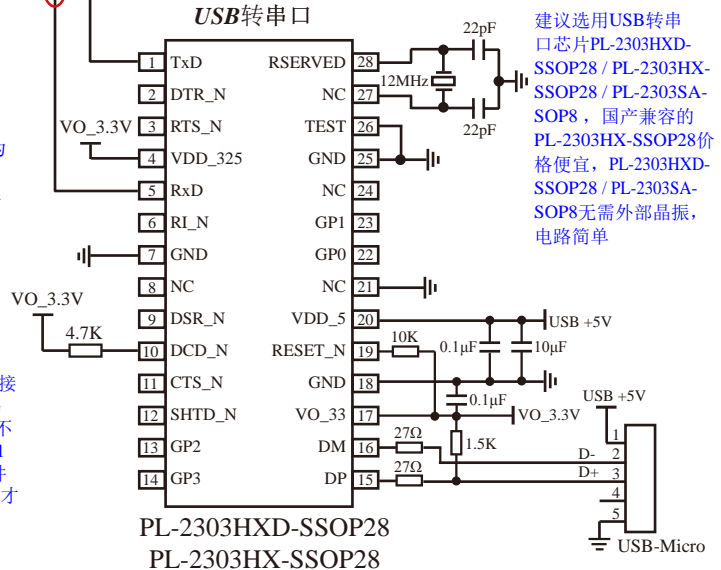 USB转串口
建议选用USB转串
口芯片PL-2303HXD-
SSOP28 / PL-2303HX-
SSOP28 / PL-2303SA-
SOP8 ，国产兼容的
PL-2303HX-SSOP28价
格便宜，PL-2303HXD-
SSOP28 / PL-2303SA-
SOP8无需外部晶振，
电路简单
22pF
12MHz
22pF
1 TxD
2 DTR_N
3 RTS_N
4 VDD_325
5 RxD
6 RI_N
7 GND
8 NC
9 DSR_N
10 DCD_N
11 CTS_N
12 SHTD_N
13 GP2
14 GP3
RSERVED 28
NC 27
TEST 26
GND 25
NC 24
GP1 23
GP0 22
NC 21
VDD_5 20
RESET_N 19
GND 18
VO_33 17
DM 16
DP 15
VO_3.3V
VO_3.3V
4.7K
接
不
件
才
USB +5V
10K
0.1μF
10μF
0.1μF
VO_3.3V
27Ω
1.5K
27Ω
USB +5V
D-
D+
1
2
3
4
5
USB-Micro
PL-2303HXD-SSOP28
PL-2303HX-SSOP28